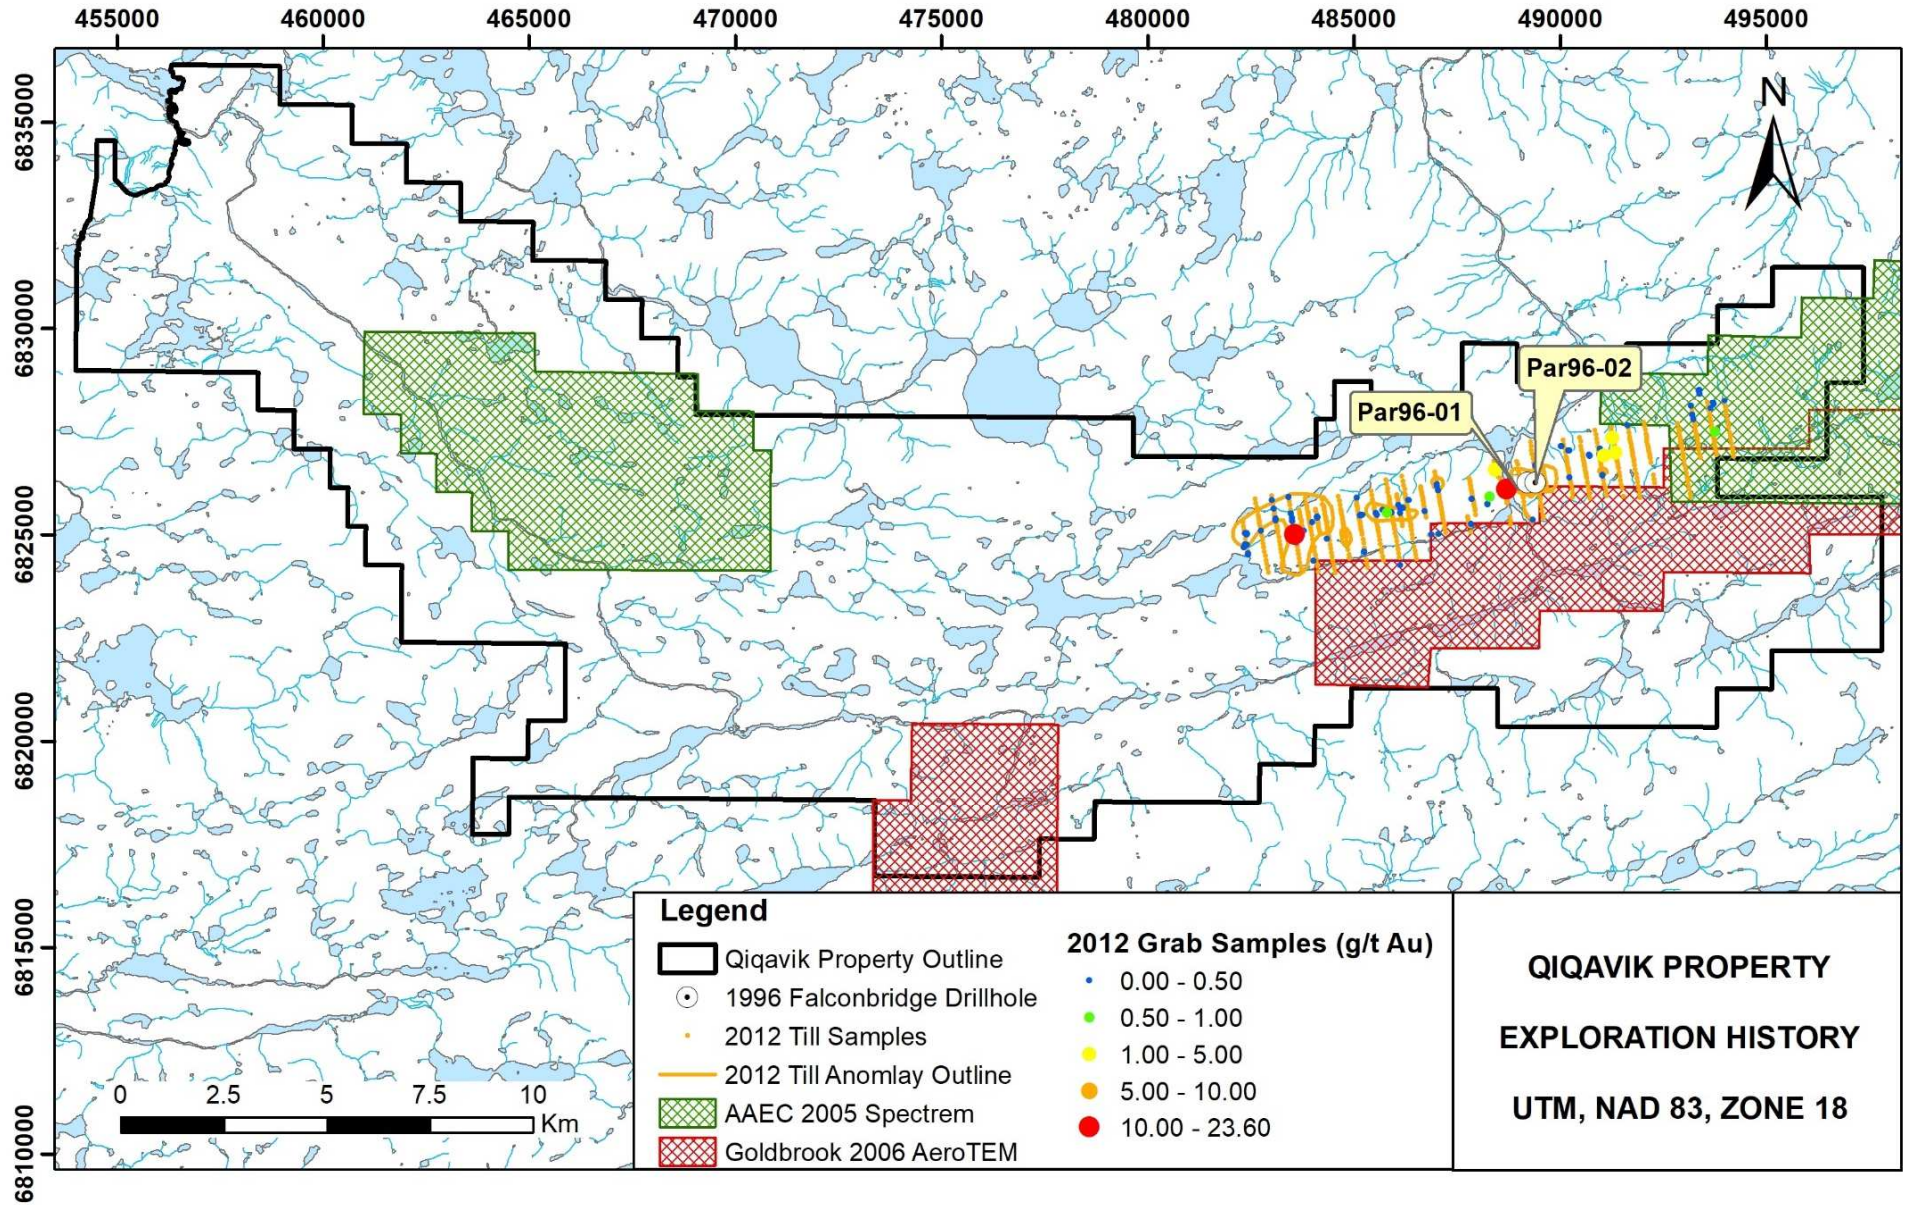 455000 460000 465000 470000 475000 480000 485000 490000 495000
6835000
6830000
6825000
6820000
6815000
6810000
N
Par96-02
Par96-01
0 2.5 5 7.5 10
Km
Legend
Qiqavik Property Outline
1996 Falconbridge Drillhole
2012 Till Samples
2012 Till Anomlay Outline
AAEC 2005 Spectrem
Goldbrook 2006 AeroTEM
2012 Grab Samples (g/t Au)
0.00 - 0.50
0.50 - 1.00
1.00 - 5.00
5.00 - 10.00
10.00 - 23.60
QIQAVIK PROPERTY
EXPLORATION HISTORY
UTM, NAD 83, ZONE 18